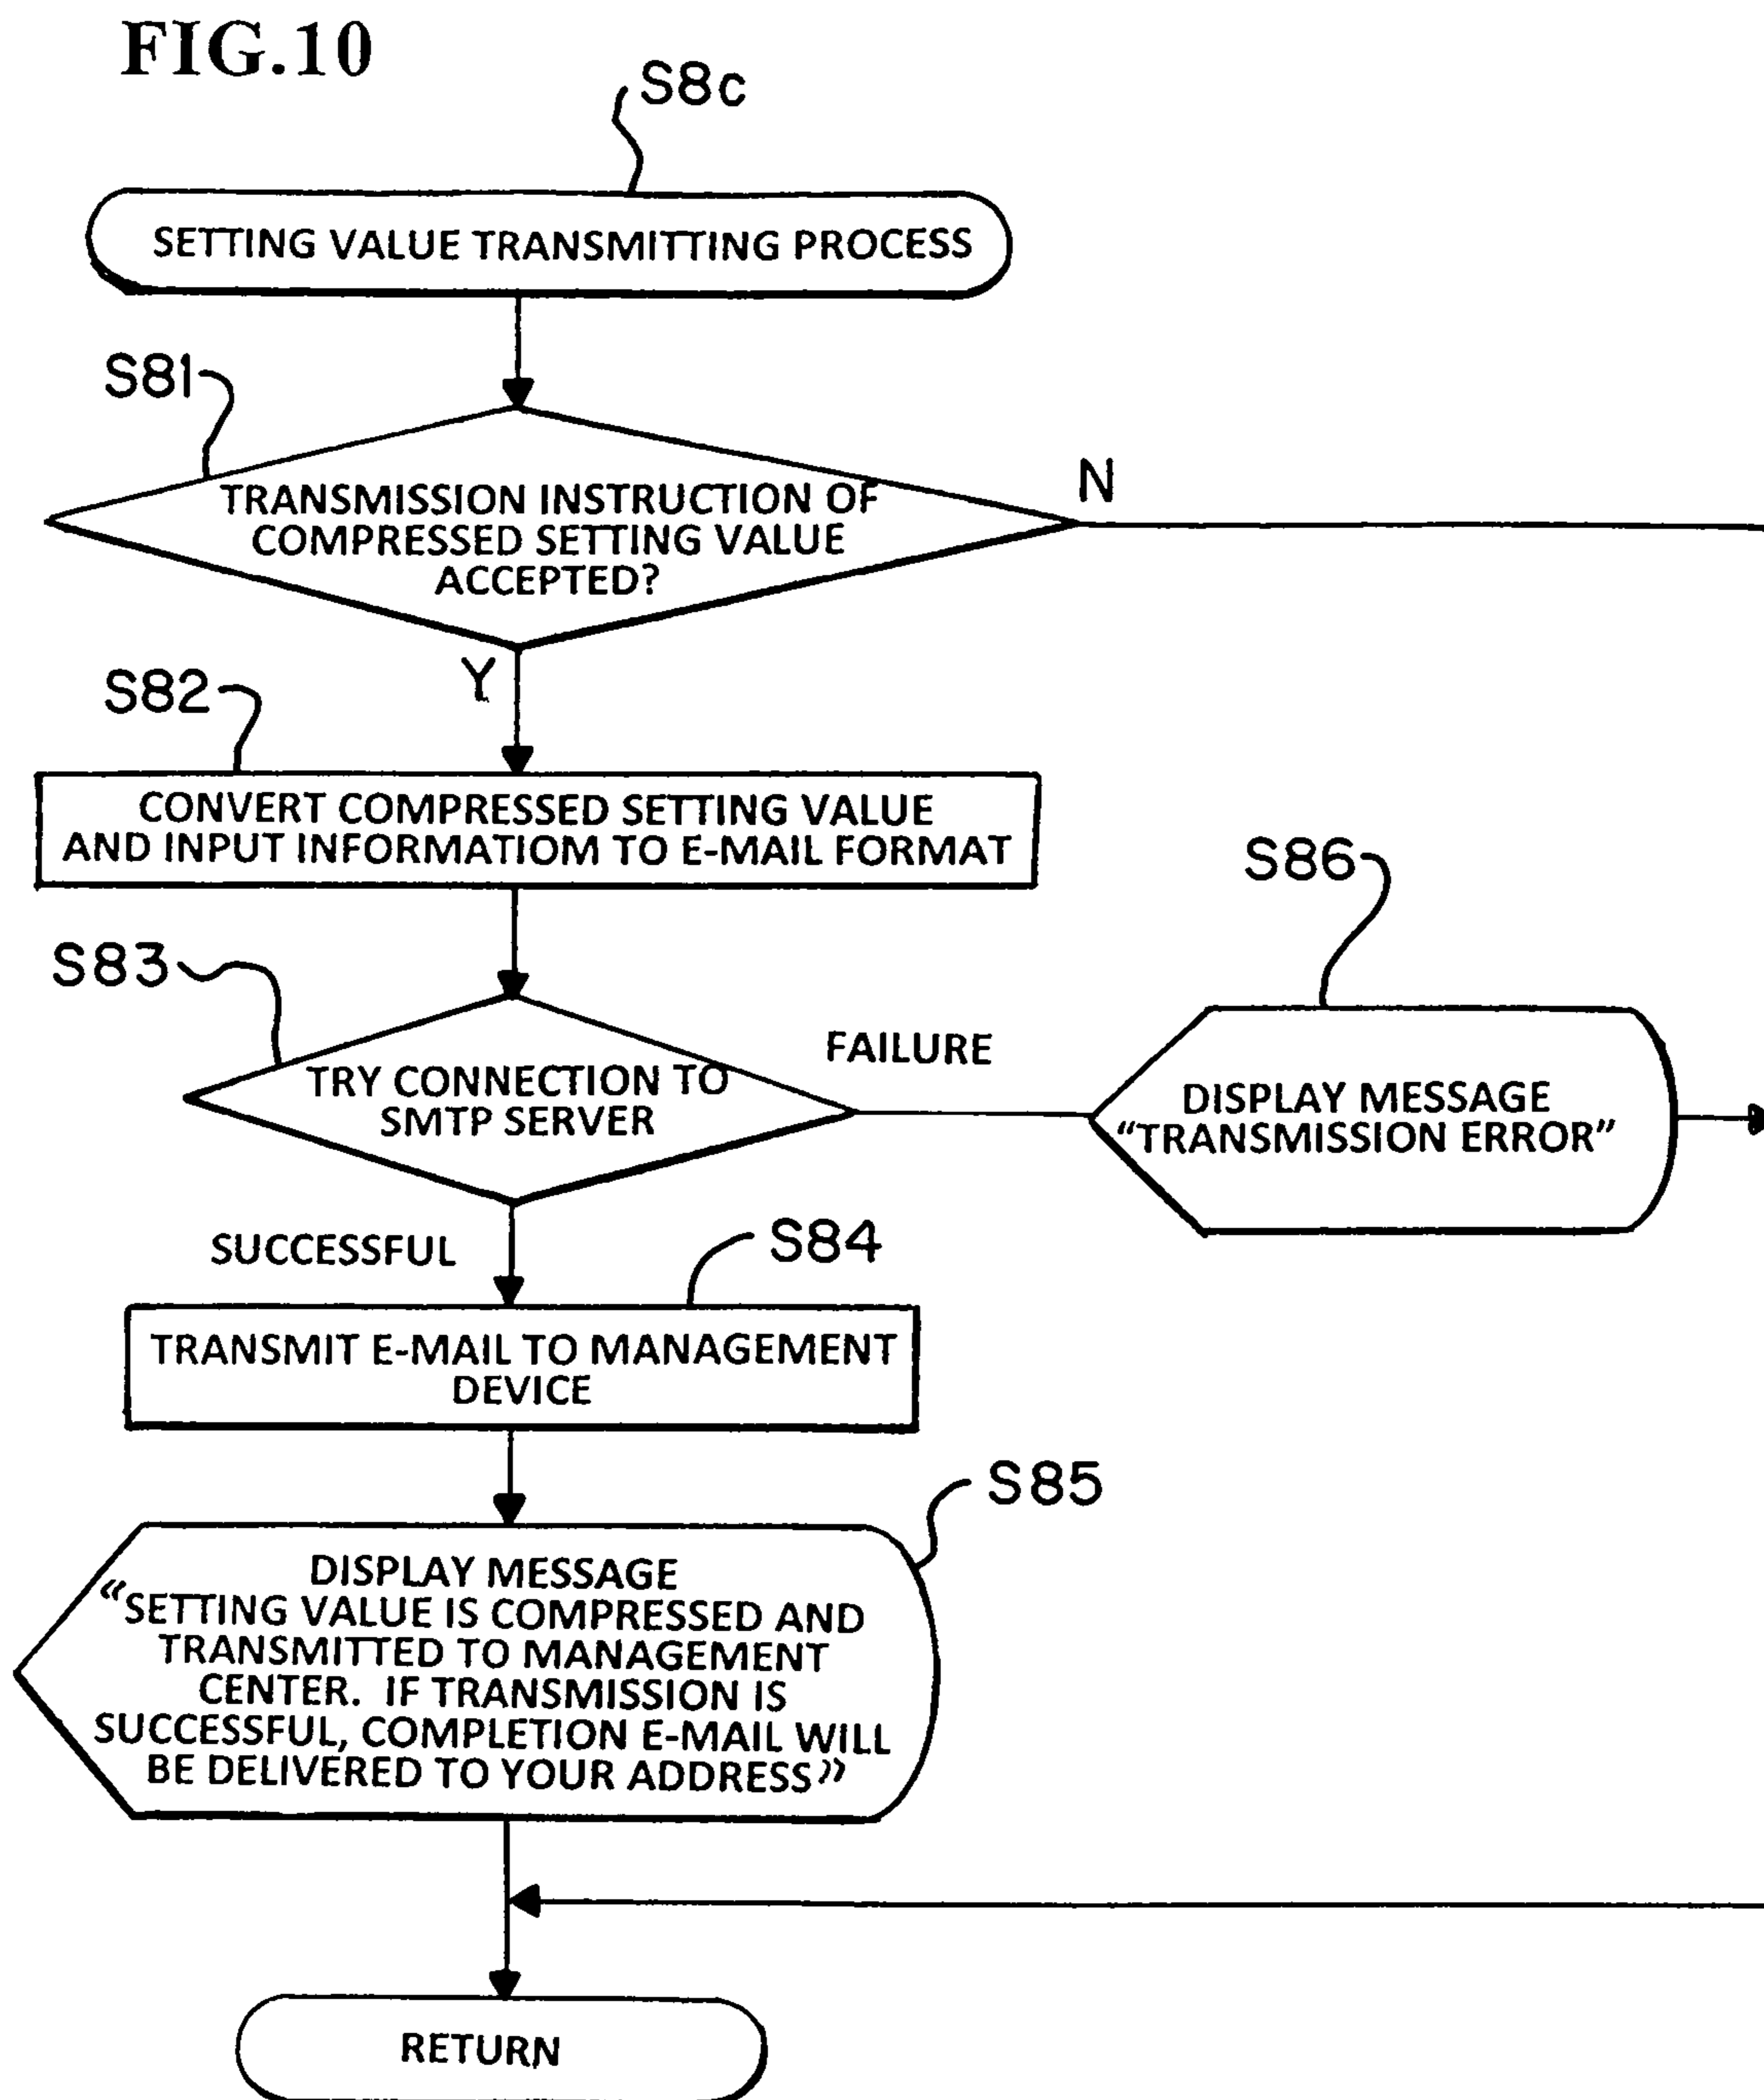 FIG.10
S8c
SETTING VALUE TRANSMITTING PROCESS
S81
TRANSMISSION INSTRUCTION OF
COMPRESSED SETTING VALUE
ACCEPTED?
N
Y
S82
CONVERT COMPRESSED SETTING VALUE
AND INPUT INFORMATIOM TO E-MAIL FORMAT
S83
TRY CONNECTION TO
SMTP SERVER
FAILURE
S86
DISPLAY MESSAGE
“TRANSMISSION ERROR”
SUCCESSFUL
S84
TRANSMIT E-MAIL TO MANAGEMENT
DEVICE
S85
DISPLAY MESSAGE
“SETTING VALUE IS COMPRESSED AND
TRANSMITTED TO MANAGEMENT
CENTER. IF TRANSMISSION IS
SUCCESSFUL, COMPLETION E-MAIL WILL
BE DELIVERED TO YOUR ADDRESS”
RETURN